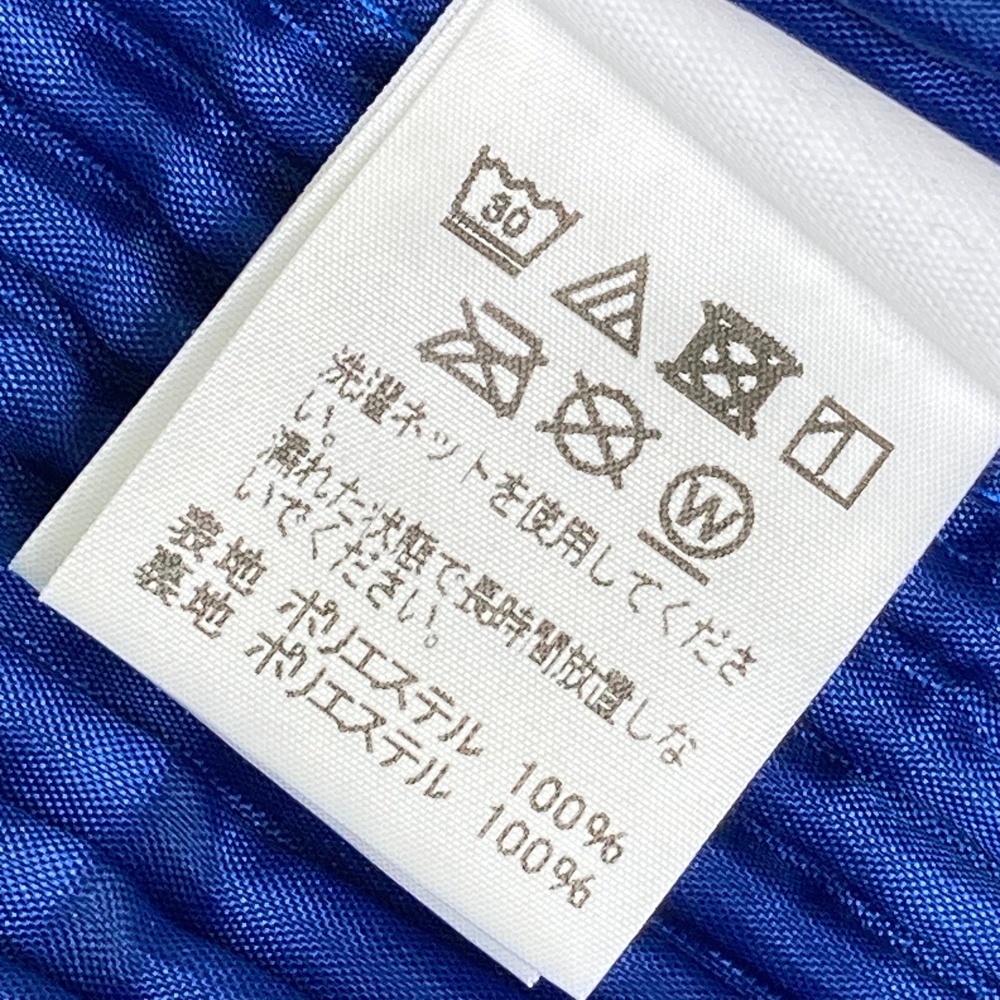 30
W
洗濯ネットを使用してくださ
い。
濡れた状態で長時間放置しな
いでください。
表地 ポリエステル 100%
裏地 ポリエステル 100%